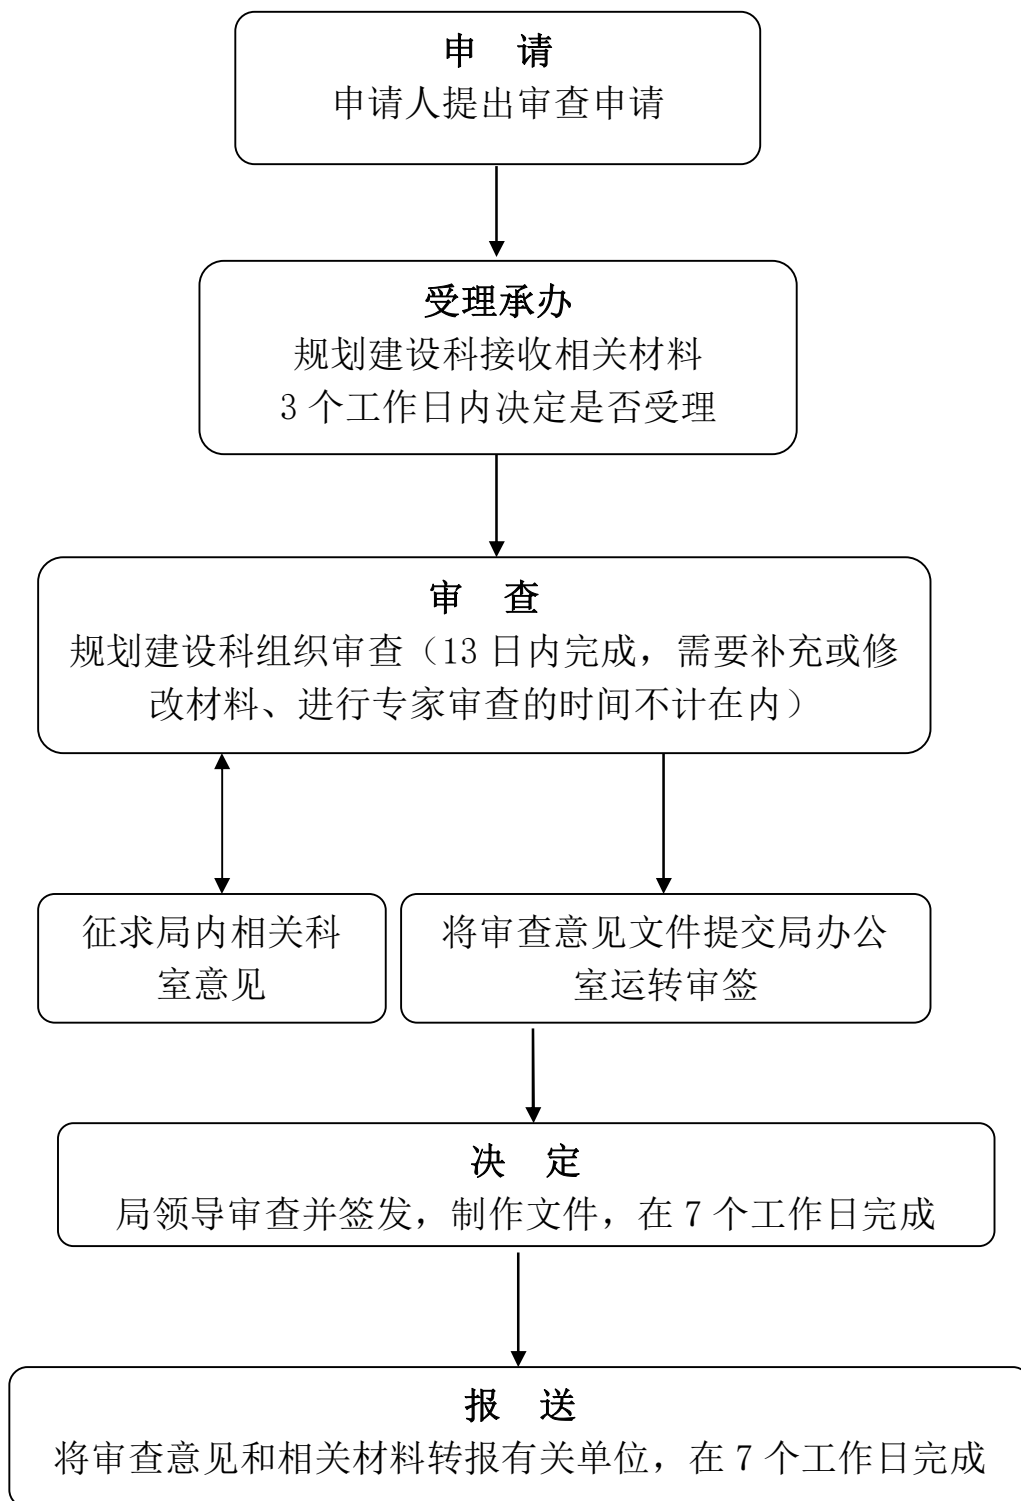 申 请
申请人提出审查申请
受理承办
规划建设科接收相关材料
3 个工作日内决定是否受理
审 查
规划建设科组织审查（13 日内完成，需要补充或修
改材料、进行专家审查的时间不计在内）
征求局内相关科
室意见
将审查意见文件提交局办公
室运转审签
决 定
局领导审查并签发，制作文件，在 7 个工作日完成
报 送
将审查意见和相关材料转报有关单位，在 7 个工作日完成